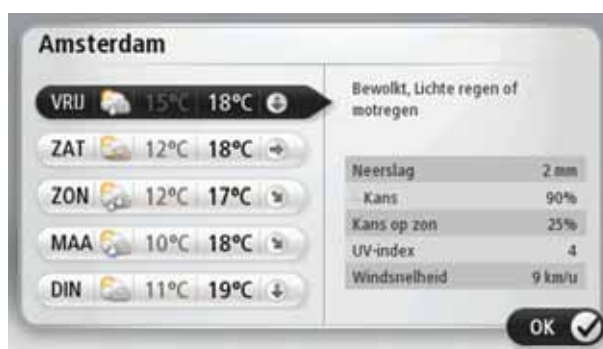 Amsterdam
VRIJ 15°C 18°C
ZAT 12°C 18°C
ZON 12°C 17°C
MAA 10°C 18°C
DIN 11°C 19°C
Bewolkt, Lichte regen of
motregen
Neerslag 2 mm
Kans 90%
Kans op zon 25%
UV-index 4
Windsnelheid 9 km/u
OK